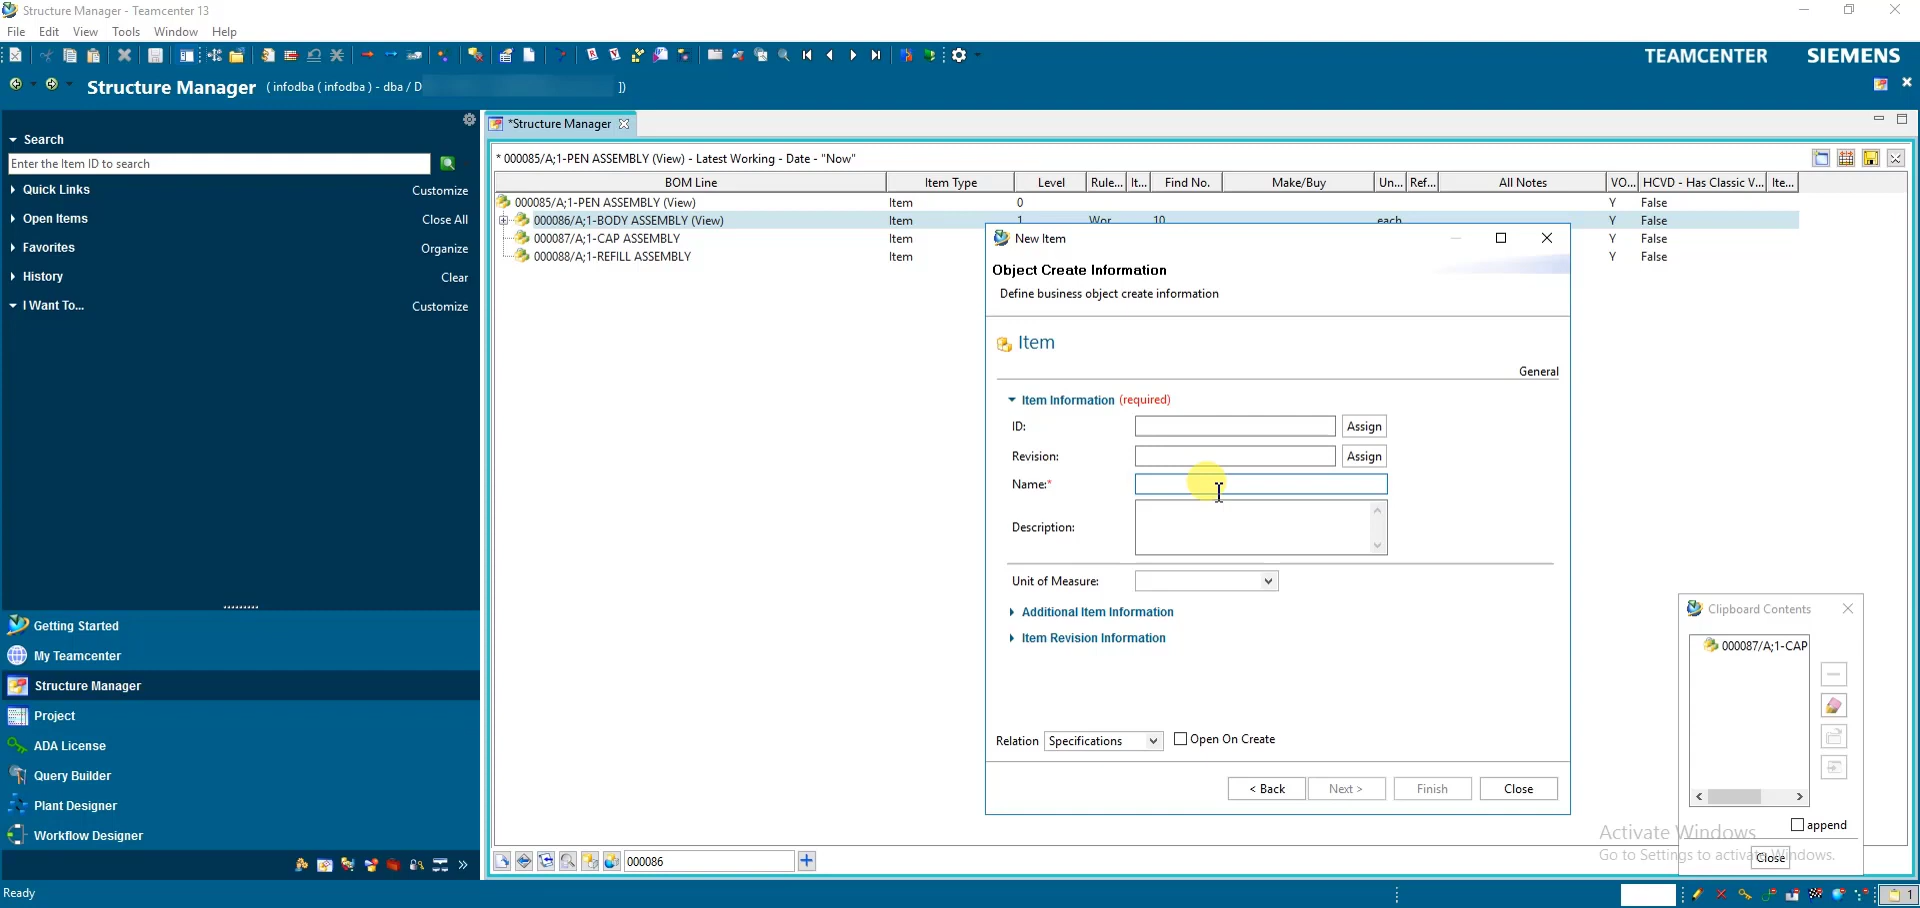 Structure Manager - Teamcenter 13
File Edit View Tools Window Help
TEAMCENTER SIEMENS
Structure Manager ( infodba ( infodba ) - dba / D ])
Search
Enter the Item ID to search
Quick Links Customize
Open Items Close All
Favorites Organize
History Clear
I Want To... Customize
Getting Started
My Teamcenter
Structure Manager
Project
ADA License
Query Builder
Plant Designer
Workflow Designer
Ready
*Structure Manager
* 000085/A;1-PEN ASSEMBLY (View) - Latest Working - Date - "Now"
BOM Line Item Type Level Rule... It... Find No. Make/Buy Un... Ref... All Notes VO... HCVD - Has Classic V... Ite...
000085/A;1-PEN ASSEMBLY (View) Item 0 Y False
000086/A;1-BODY ASSEMBLY (View) Item 1 Wor 10 each Y False
000087/A;1-CAP ASSEMBLY Item Y False
000088/A;1-REFILL ASSEMBLY Item Y False
New Item
Object Create Information
Define business object create information
Item
General
Item Information (required)
ID: Assign
Revision: Assign
Name:*
Description:
Unit of Measure:
Additional Item Information
Item Revision Information
Relation Specifications Open On Create
< Back Next > Finish Close
Clipboard Contents
000087/A;1-CAP
append
Close
Activate Windows
Go to Settings to activate Windows.
000086
1